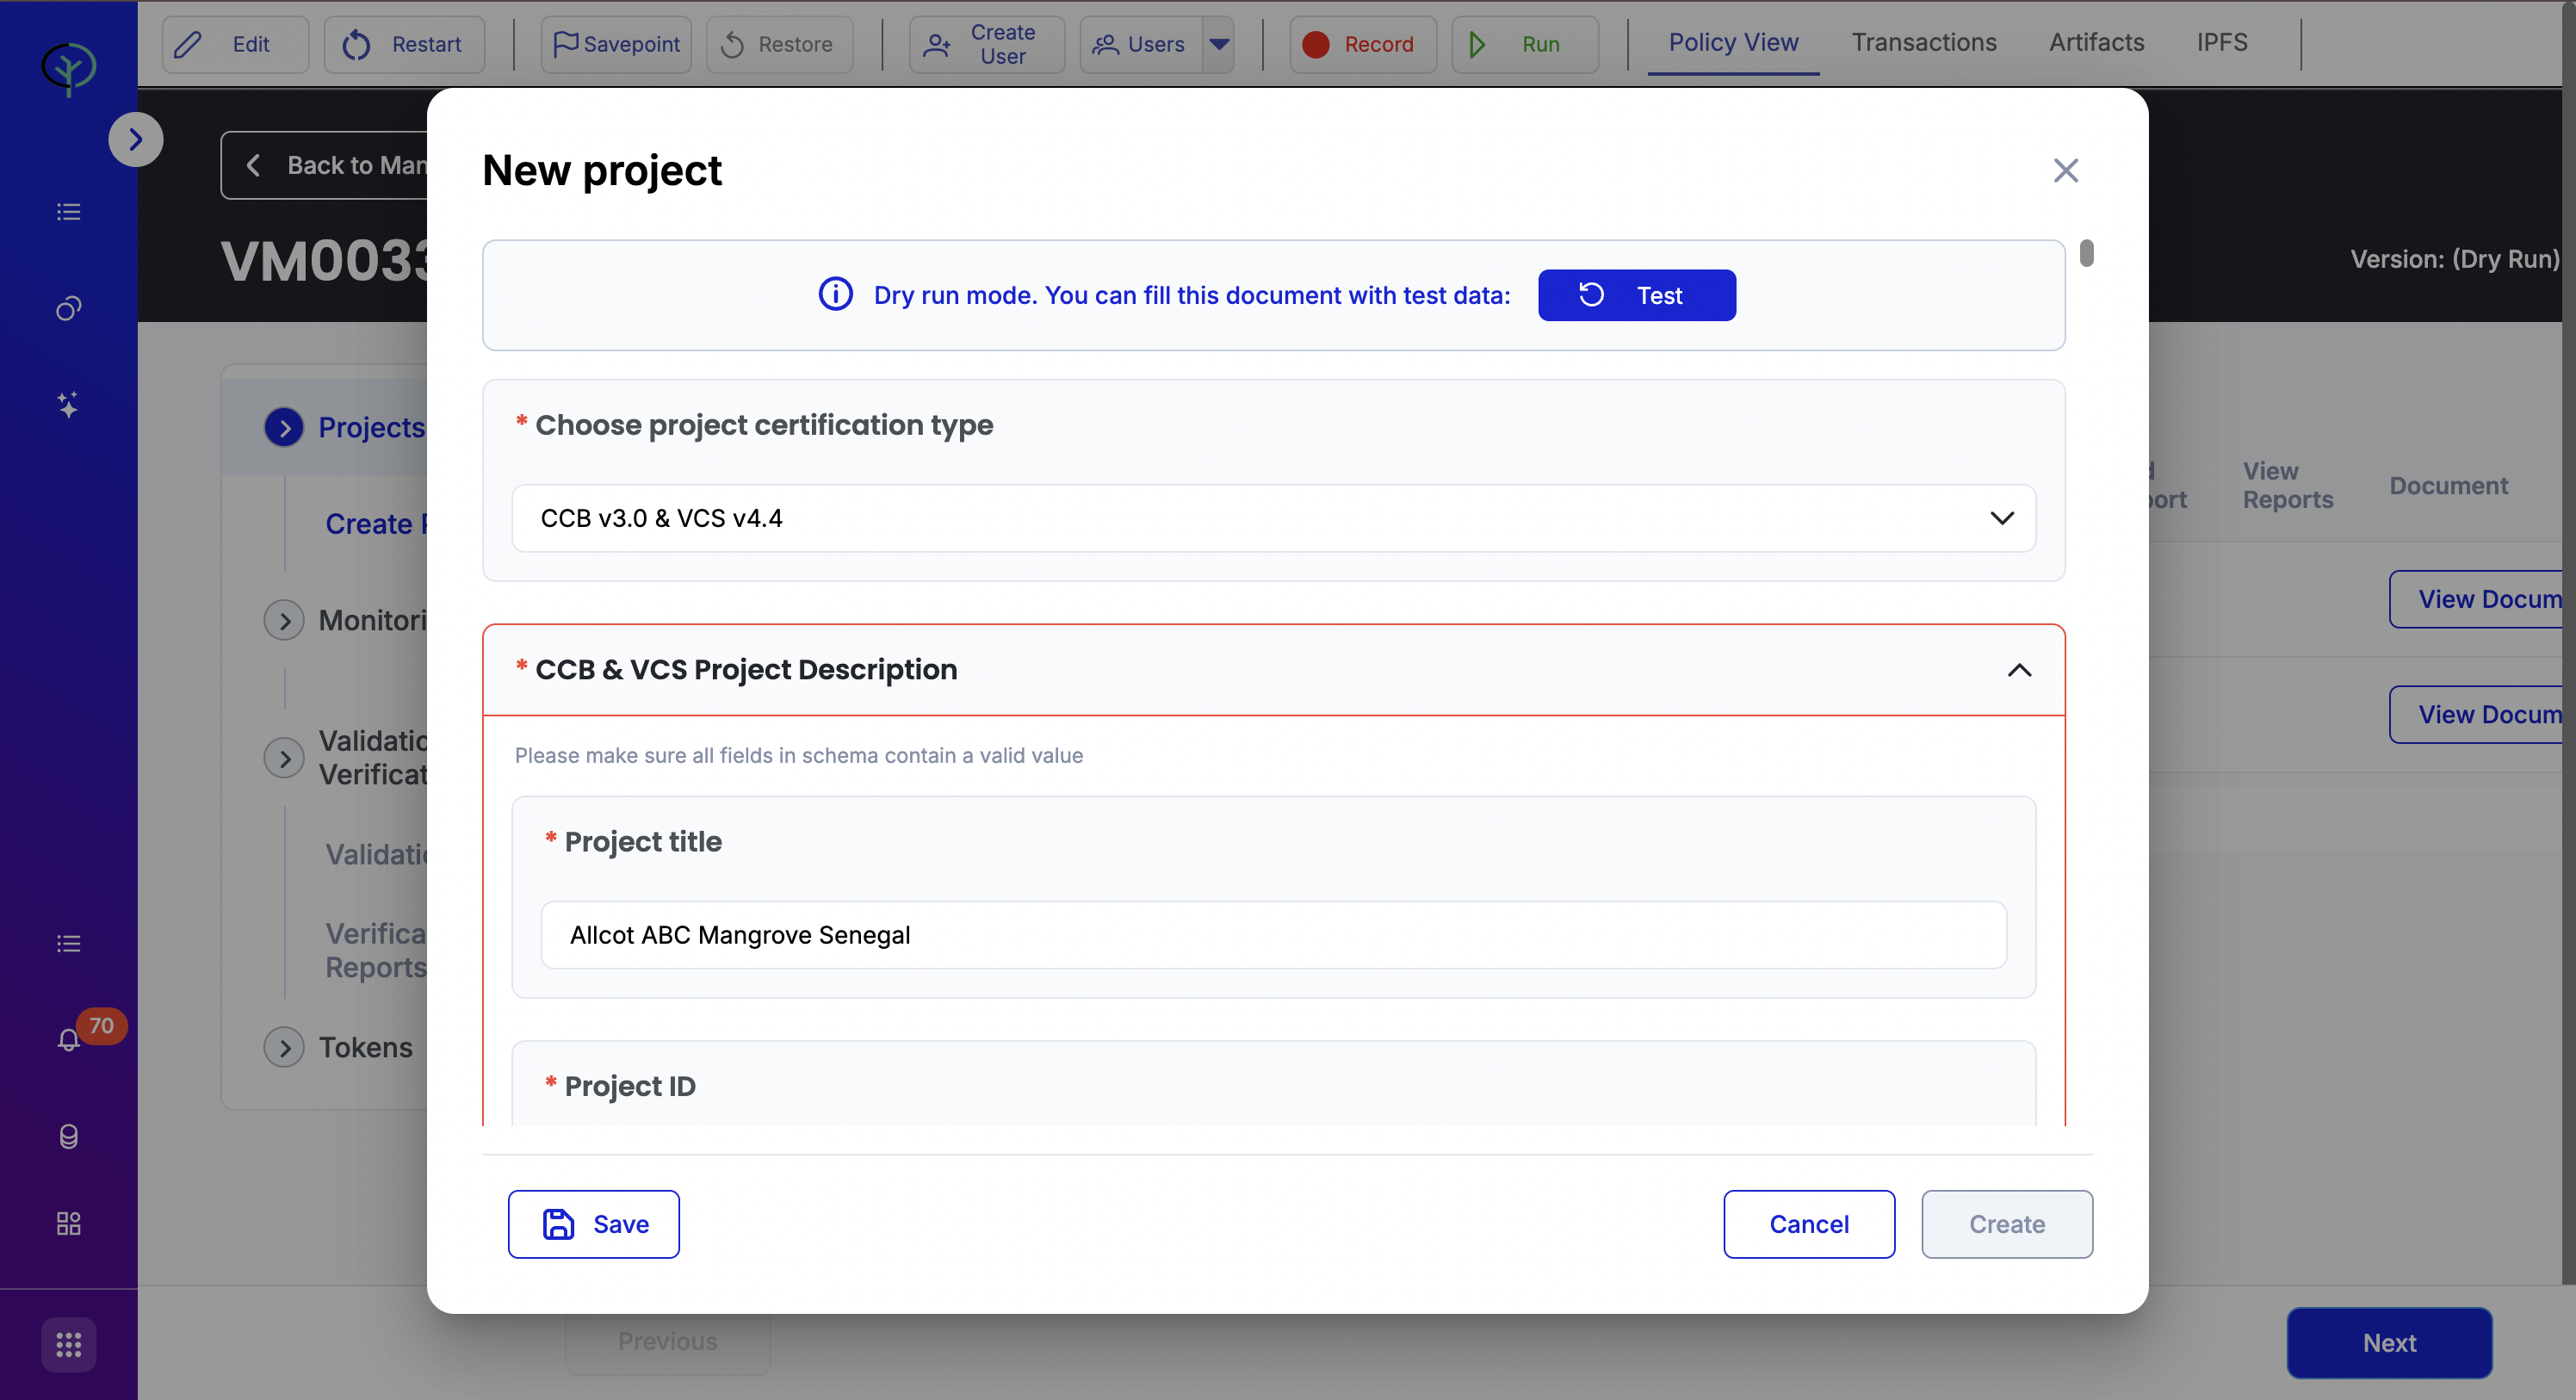 Edit
Restart
Savepoint
Restore
Create
User
Users
Record
Run
Policy View
Transactions
Artifacts
IPFS
Back to Man
VM0033
Version: (Dry Run)
New project
Dry run mode. You can fill this document with test data:
Test
* Choose project certification type
CCB v3.0 & VCS v4.4
* CCB & VCS Project Description
Please make sure all fields in schema contain a valid value
* Project title
Allcot ABC Mangrove Senegal
* Project ID
Save
Cancel
Create
Projects
Create
Monitori
Validatio
Verificat
Validatio
Verifica
Reports
Tokens
70
View
Reports
Document
View Docum
View Docum
Previous
Next